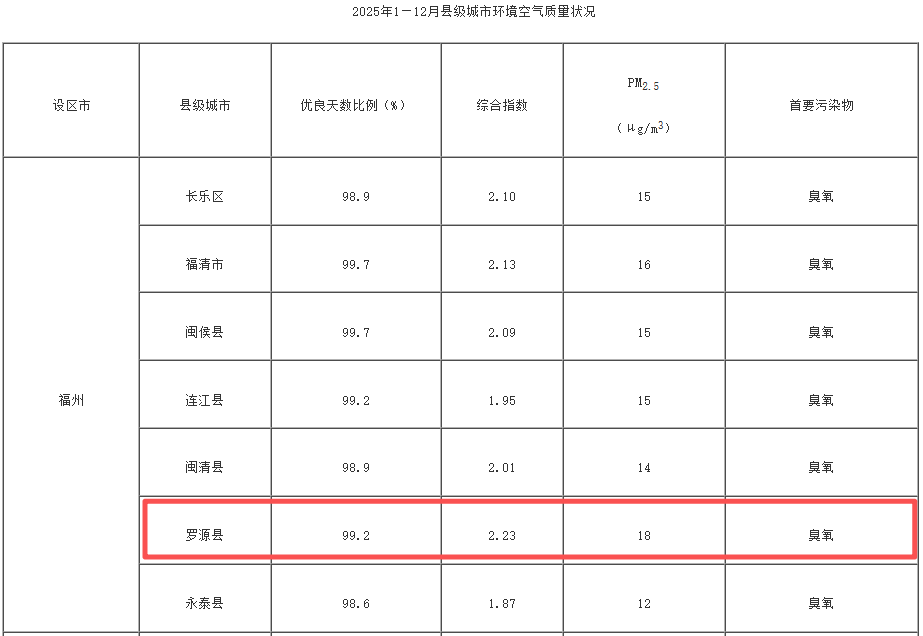 2025年1－12月县级城市环境空气质量状况
设区市 县级城市 优良天数比例（%） 综合指数 PM2.5 （μg/m3） 首要污染物
福州
长乐区 98.9 2.10 15 臭氧
福清市 99.7 2.13 16 臭氧
闽侯县 99.7 2.09 15 臭氧
连江县 99.2 1.95 15 臭氧
闽清县 98.9 2.01 14 臭氧
罗源县 99.2 2.23 18 臭氧
永泰县 98.6 1.87 12 臭氧